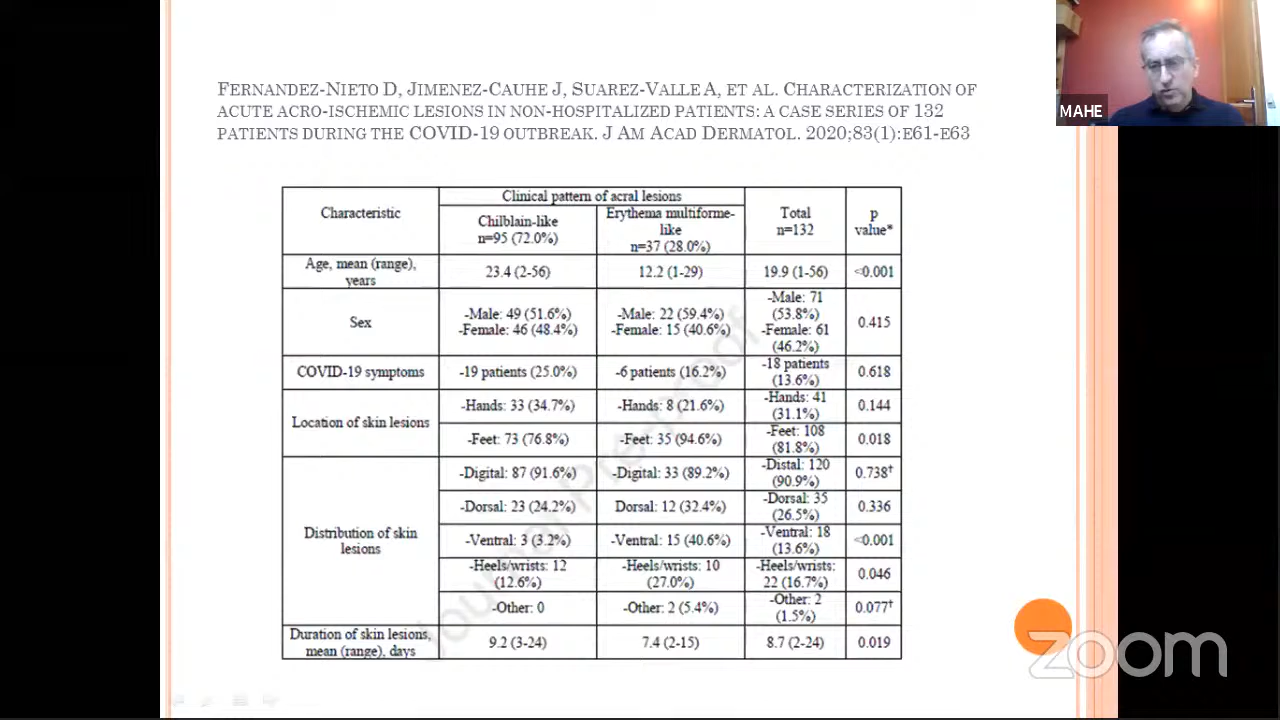 FERNANDEZ-NIETO D, JIMENEZ-CAUHE J, SUAREZ-VALLE A, ET AL. CHARACTERIZATION OF
ACUTE ACRO-ISCHEMIC LESIONS IN NON-HOSPITALIZED PATIENTS: A CASE SERIES OF 132
PATIENTS DURING THE COVID-19 OUTBREAK. J AM ACAD DERMATOL. 2020;83(1):E61-E63
MAHE
Characteristic
Clinical pattern of acral lesions
Chilblain-like
n=95 (72.0%)
Erythema multiforme-
like
n=37 (28.0%)
Total
n=132
p
value*
Age, mean (range),
years
23.4 (2-56)
12.2 (1-29)
19.9 (1-56)
<0.001
Sex
-Male: 49 (51.6%)
-Female: 46 (48.4%)
-Male: 22 (59.4%)
-Female: 15 (40.6%)
-Male: 71
(53.8%)
-Female: 61
(46.2%)
0.415
COVID-19 symptoms
-19 patients (25.0%)
-6 patients (16.2%)
-18 patients
(13.6%)
0.618
Location of skin lesions
-Hands: 33 (34.7%)
-Hands: 8 (21.6%)
-Hands: 41
(31.1%)
0.144
-Feet: 73 (76.8%)
-Feet: 35 (94.6%)
-Feet: 108
(81.8%)
0.018
Distribution of skin
lesions
-Digital: 87 (91.6%)
-Digital: 33 (89.2%)
-Distal: 120
(90.9%)
0.738†
-Dorsal: 23 (24.2%)
Dorsal: 12 (32.4%)
-Dorsal: 35
(26.5%)
0.336
-Ventral: 3 (3.2%)
-Ventral: 15 (40.6%)
-Ventral: 18
(13.6%)
<0.001
-Heels/wrists: 12
(12.6%)
-Heels/wrists: 10
(27.0%)
-Heels/wrists:
22 (16.7%)
0.046
-Other: 0
-Other: 2 (5.4%)
-Other: 2
(1.5%)
0.077†
Duration of skin lesions,
mean (range), days
9.2 (3-24)
7.4 (2-15)
8.7 (2-24)
0.019
Journal Pre-proof
zoom